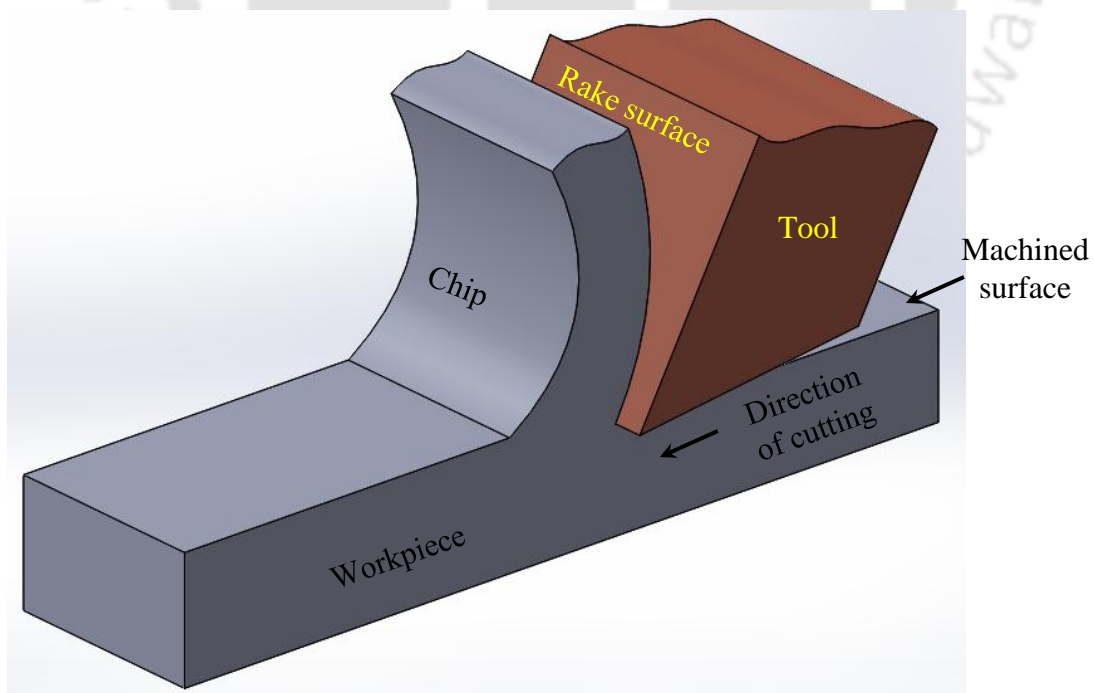 Rake surface
Tool
Machined
surface
Chip
Direction
of cutting
Workpiece